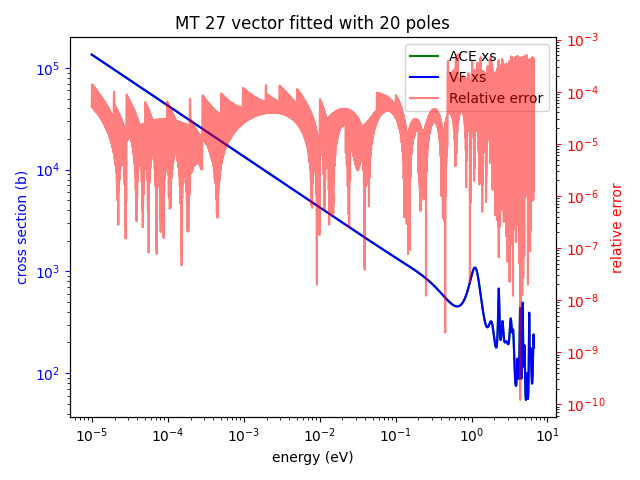 MT 27 vector fitted with 20 poles
ACE xs
VF xs
Relative error
cross section (b)
10^5
10^4
10^3
10^2
relative error
10^-3
10^-4
10^-5
10^-6
10^-7
10^-8
10^-9
10^-10
10^-5 10^-4 10^-3 10^-2 10^-1 10^0 10^1
energy (eV)